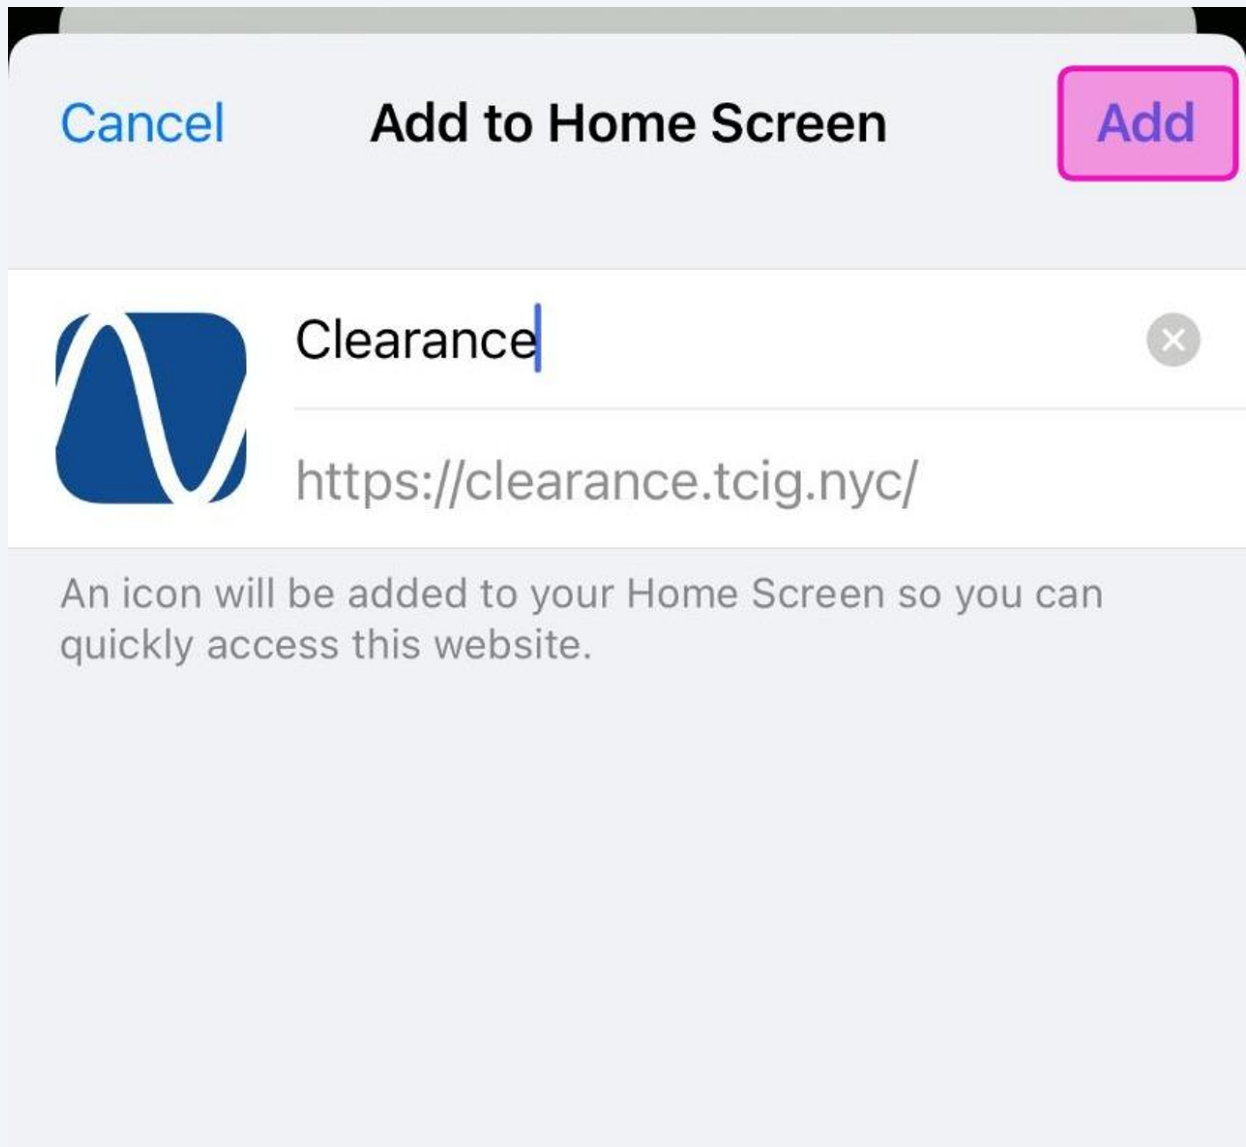 Cancel Add to Home Screen Add
Clearance
https://clearance.tcig.nyc/
An icon will be added to your Home Screen so you can
quickly access this website.